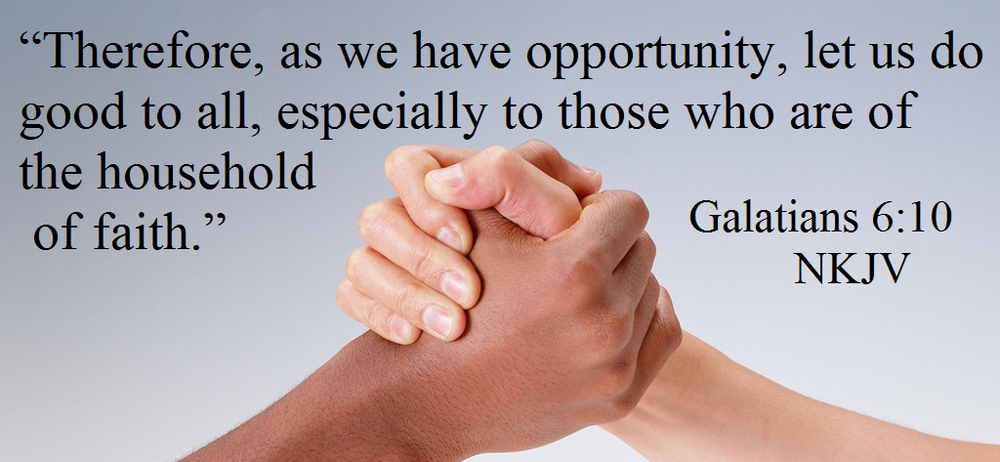 “Therefore, as we have opportunity, let us do
good to all, especially to those who are of
the household
of faith.”
Galatians 6:10
NKJV